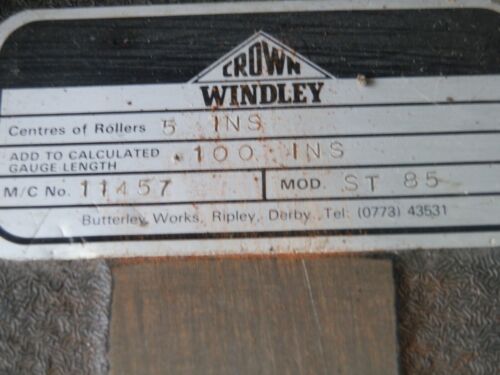 CROWN
WINDLEY
Centres of Rollers 5 INS
ADD TO CALCULATED GAUGE LENGTH .100 INS
M/C No. 11457 MOD. ST 85
Butterley Works, Ripley, Derby. Tel: (0773) 43531